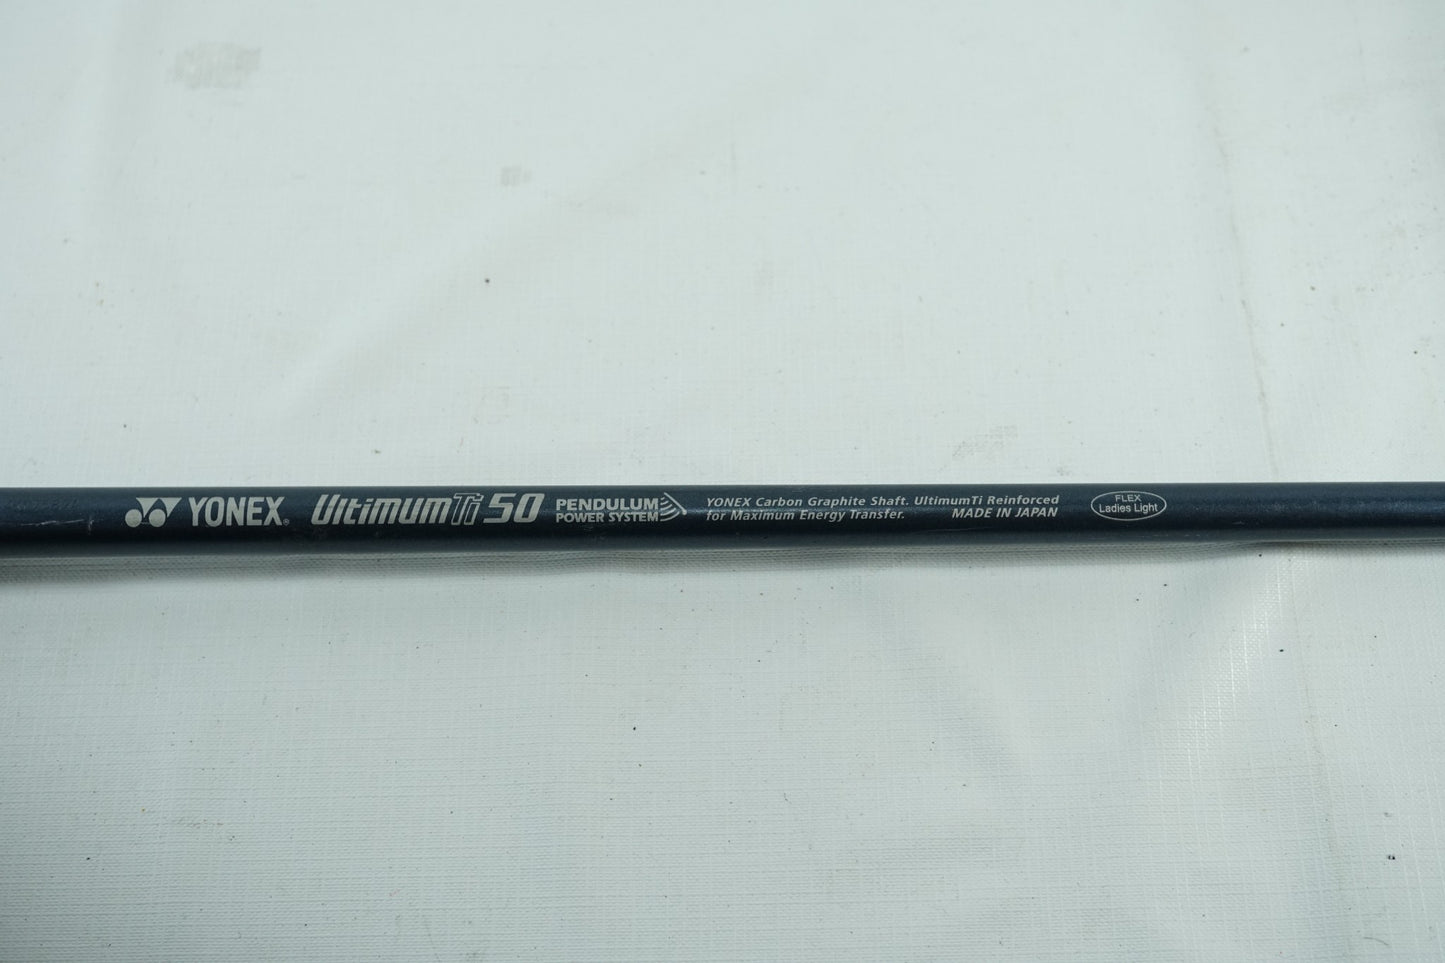 YONEX® UltimumTi 50
PENDULUM
POWER SYSTEM
YONEX Carbon Graphite Shaft. UltimumTi Reinforced
for Maximum Energy Transfer. MADE IN JAPAN
FLEX
Ladies Light